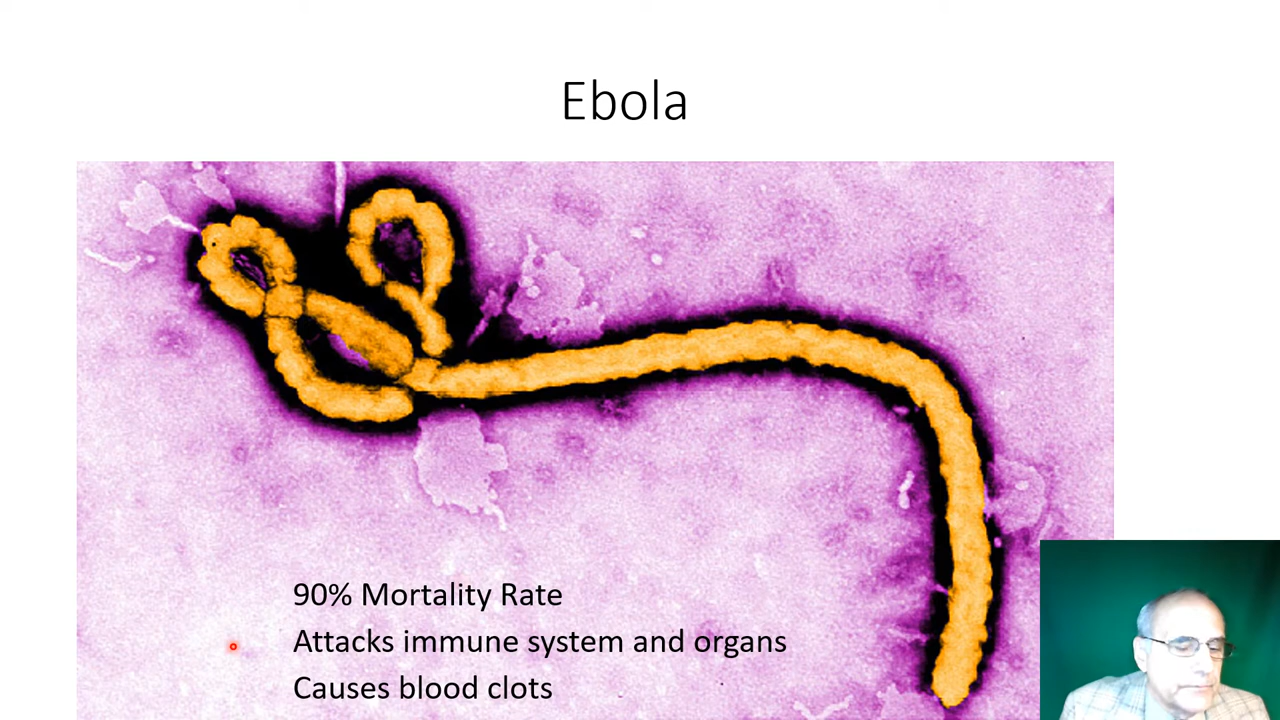 Ebola
90% Mortality Rate
Attacks immune system and organs
Causes blood clots